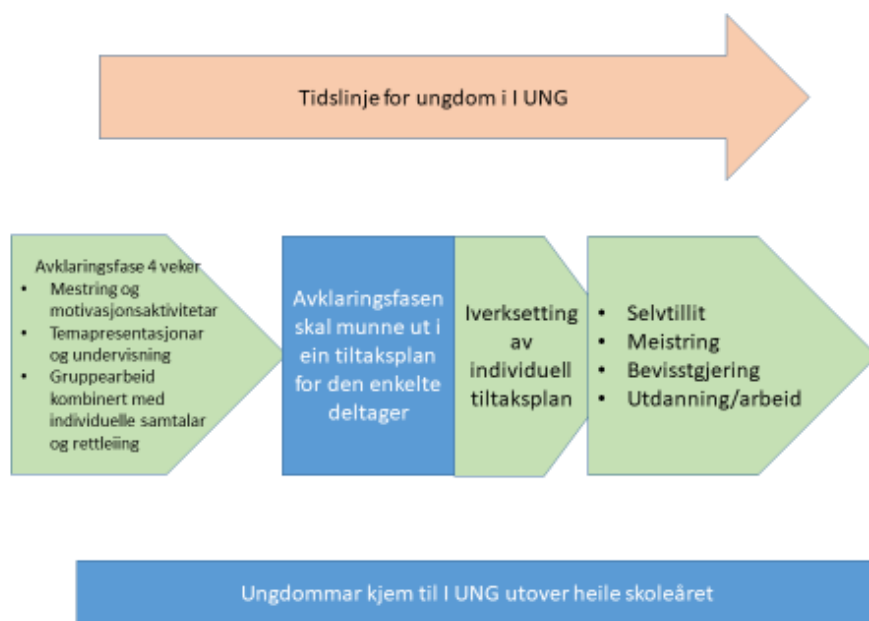 Tidslinje for ungdom i I UNG
Avklaringsfase 4 veker
• Mestring og
motivasjonsaktivitetar
• Temapresentasjonar
og undervisning
• Gruppearbeid
kombinert med
individuelle samtalar
og rettleiing
Avklaringsfasen
skal munne ut i
ein tiltaksplan
for den enkelte
deltager
Iverksetting
av
individuell
tiltaksplan
• Selvtillit
• Meistring
• Bevisstgjering
• Utdanning/arbeid
Ungdommar kjem til I UNG utover heile skoleåret